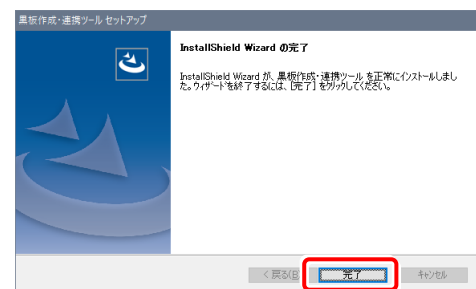 黒板作成・連携ツール セットアップ
InstallShield Wizard の完了
InstallShield Wizard が、黒板作成・連携ツール を正常にインストールしまし
た。ウィザードを終了するには、[完了] をクリックしてください。
< 戻る(B)
完了
キャンセル